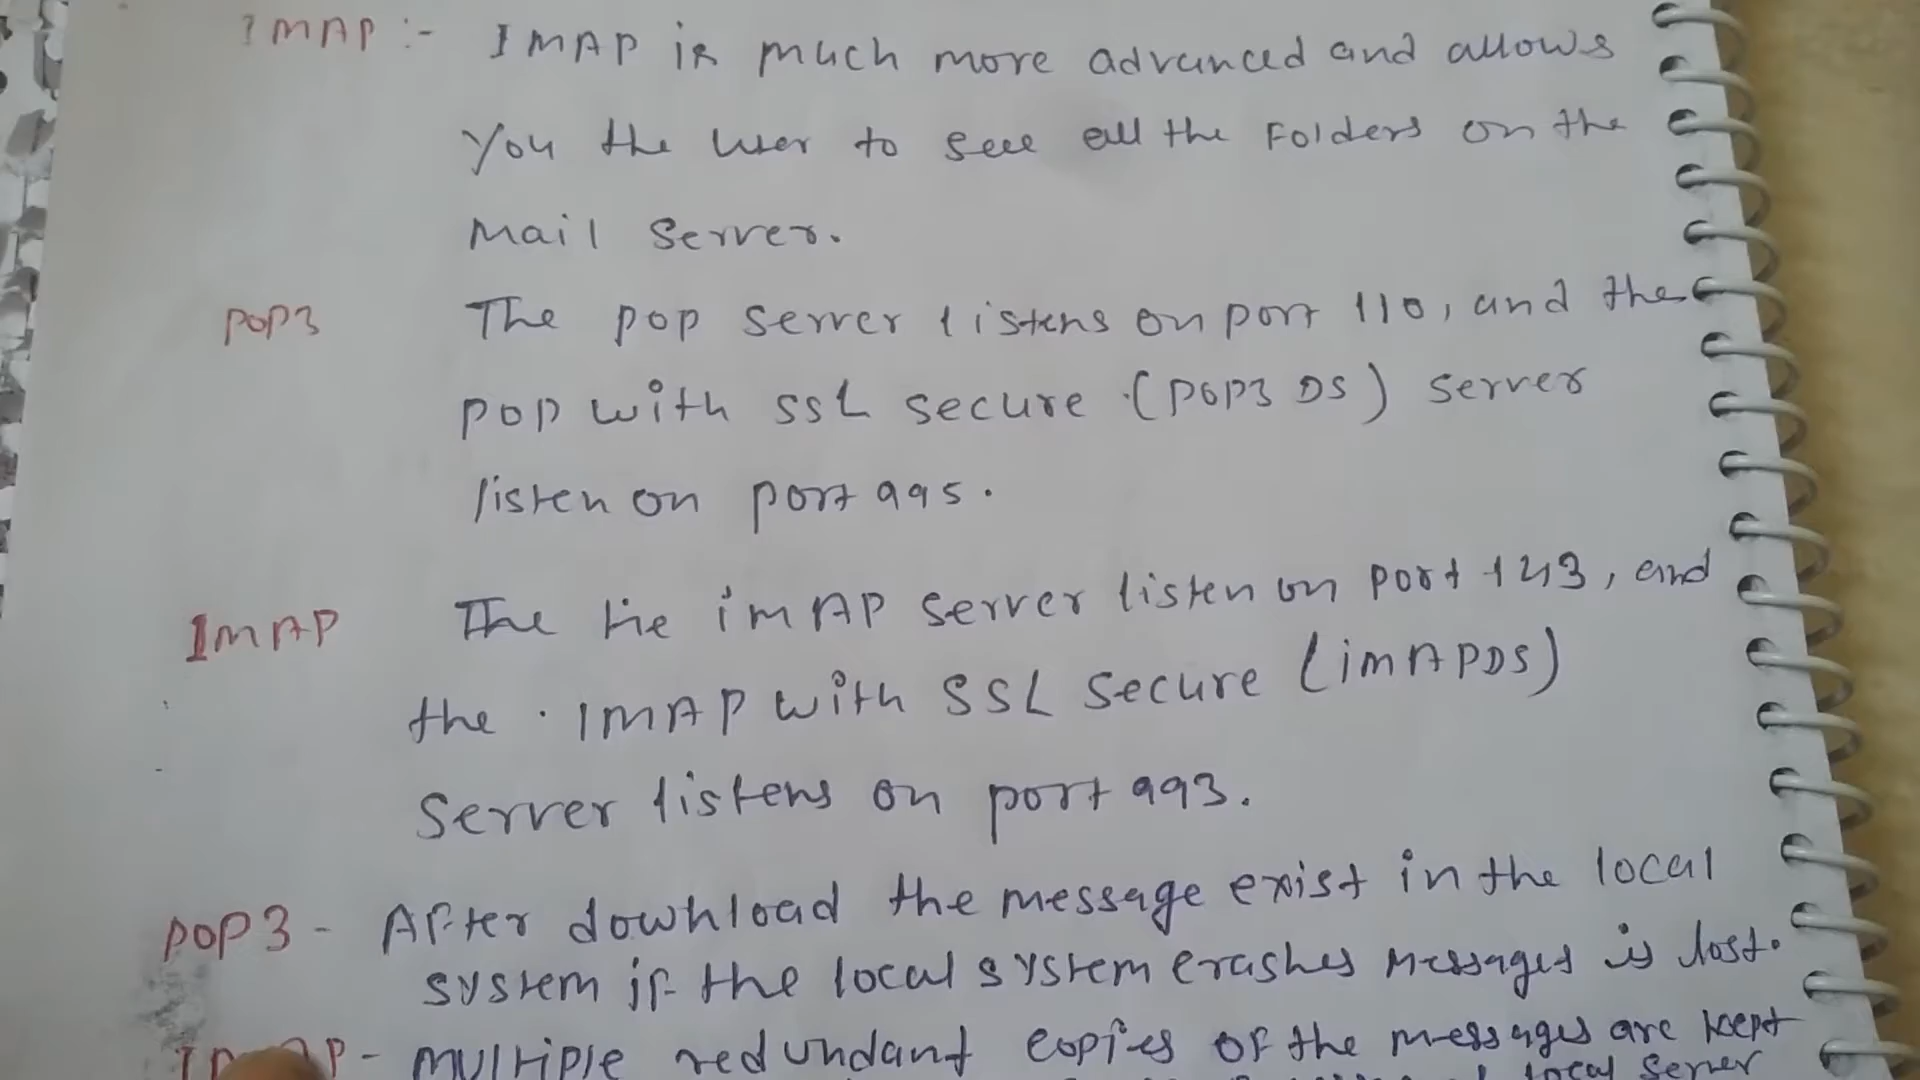 IMAP :- IMAP is much more advanced and allows
you the user to see all the Folders on the
mail server.
POP3 The pop server listens on port 110, and the
pop with SSL secure (POP3 DS) server
listen on port 995.
IMAP The tie imAP server listen on port 143, and
the . IMAP with SSL secure (imAPDS)
server listens on port 993.
POP3 - After download the message exist in the local
system if the local system crashes messages is lost.
IMAP - multiple redundant copies of the messages are kept
local server